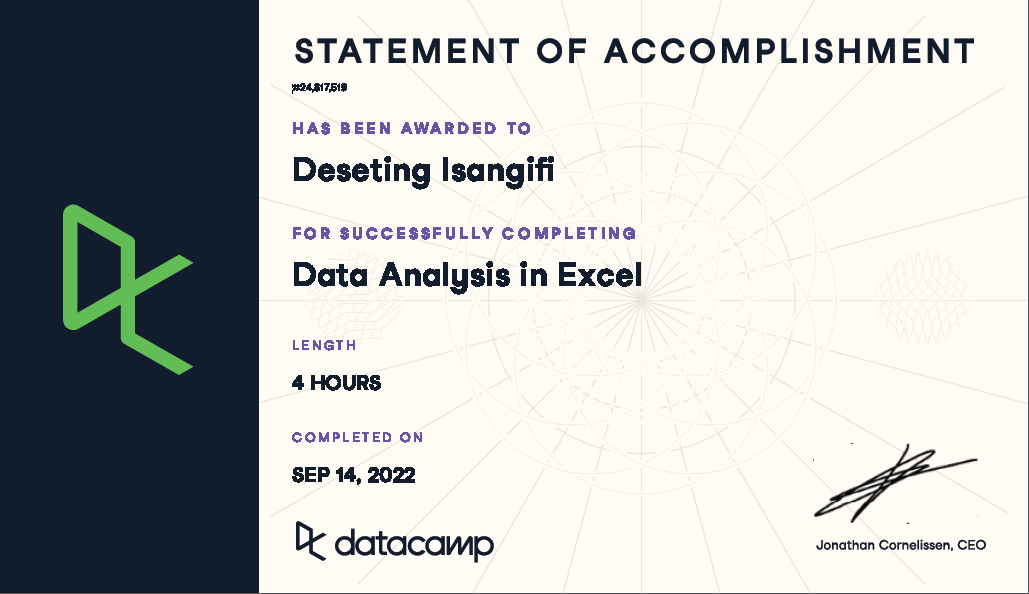 STATEMENT OF ACCOMPLISHMENT
#24,817,519
HAS BEEN AWARDED TO
Deseting Isangifi
FOR SUCCESSFULLY COMPLETING
Data Analysis in Excel
LENGTH
4 HOURS
COMPLETED ON
SEP 14, 2022
datacamp
Jonathan Cornelissen, CEO